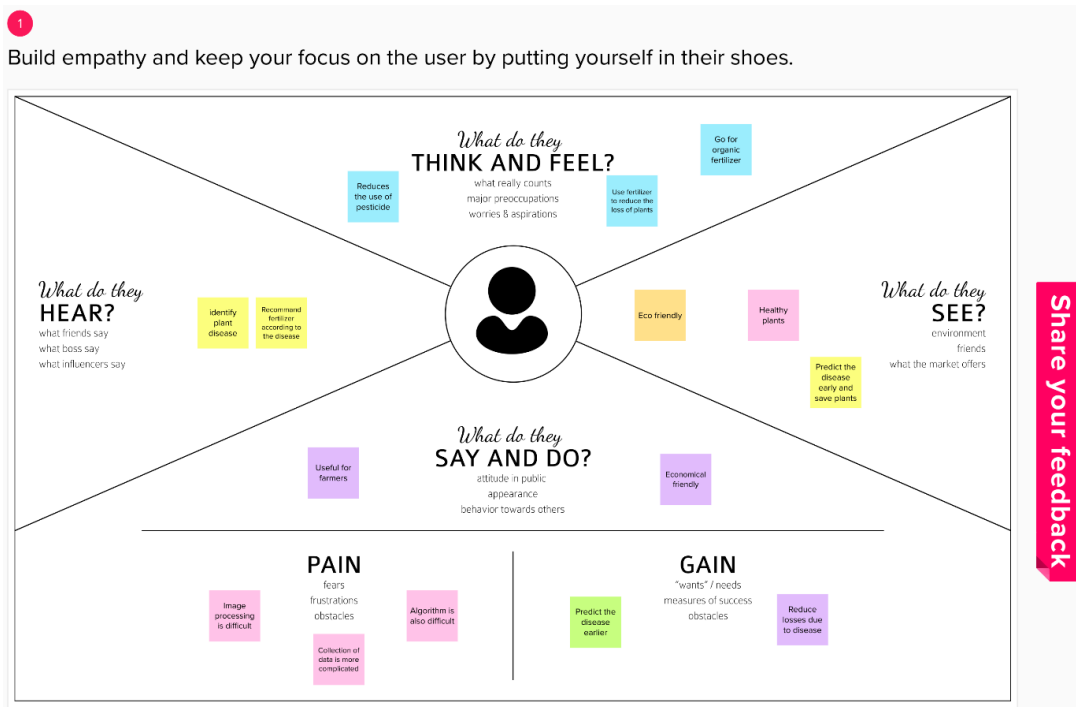 1
Build empathy and keep your focus on the user by putting yourself in their shoes.
What do they
THINK AND FEEL?
what really counts
major preoccupations
worries & aspirations
Reduces
the use of
pesticide
Use fertilizer
to reduce the
loss of plants
Go for
organic
fertilizer
What do they
HEAR?
what friends say
what boss say
what influencers say
identify
plant
disease
Recommand
fertilizer
according to
the disease
Eco friendly
Healthy
plants
Predict the
disease
early and
save plants
What do they
SEE?
environment
friends
what the market offers
What do they
SAY AND DO?
attitude in public
appearance
behavior towards others
Useful for
farmers
Economical
friendly
PAIN
fears
frustrations
obstacles
Image
processing
is difficult
Collection of
data is more
complicated
Algorithm is
also difficult
GAIN
“wants” / needs
measures of success
obstacles
Predict the
disease
earlier
Reduce
losses due
to disease
Share your feedback